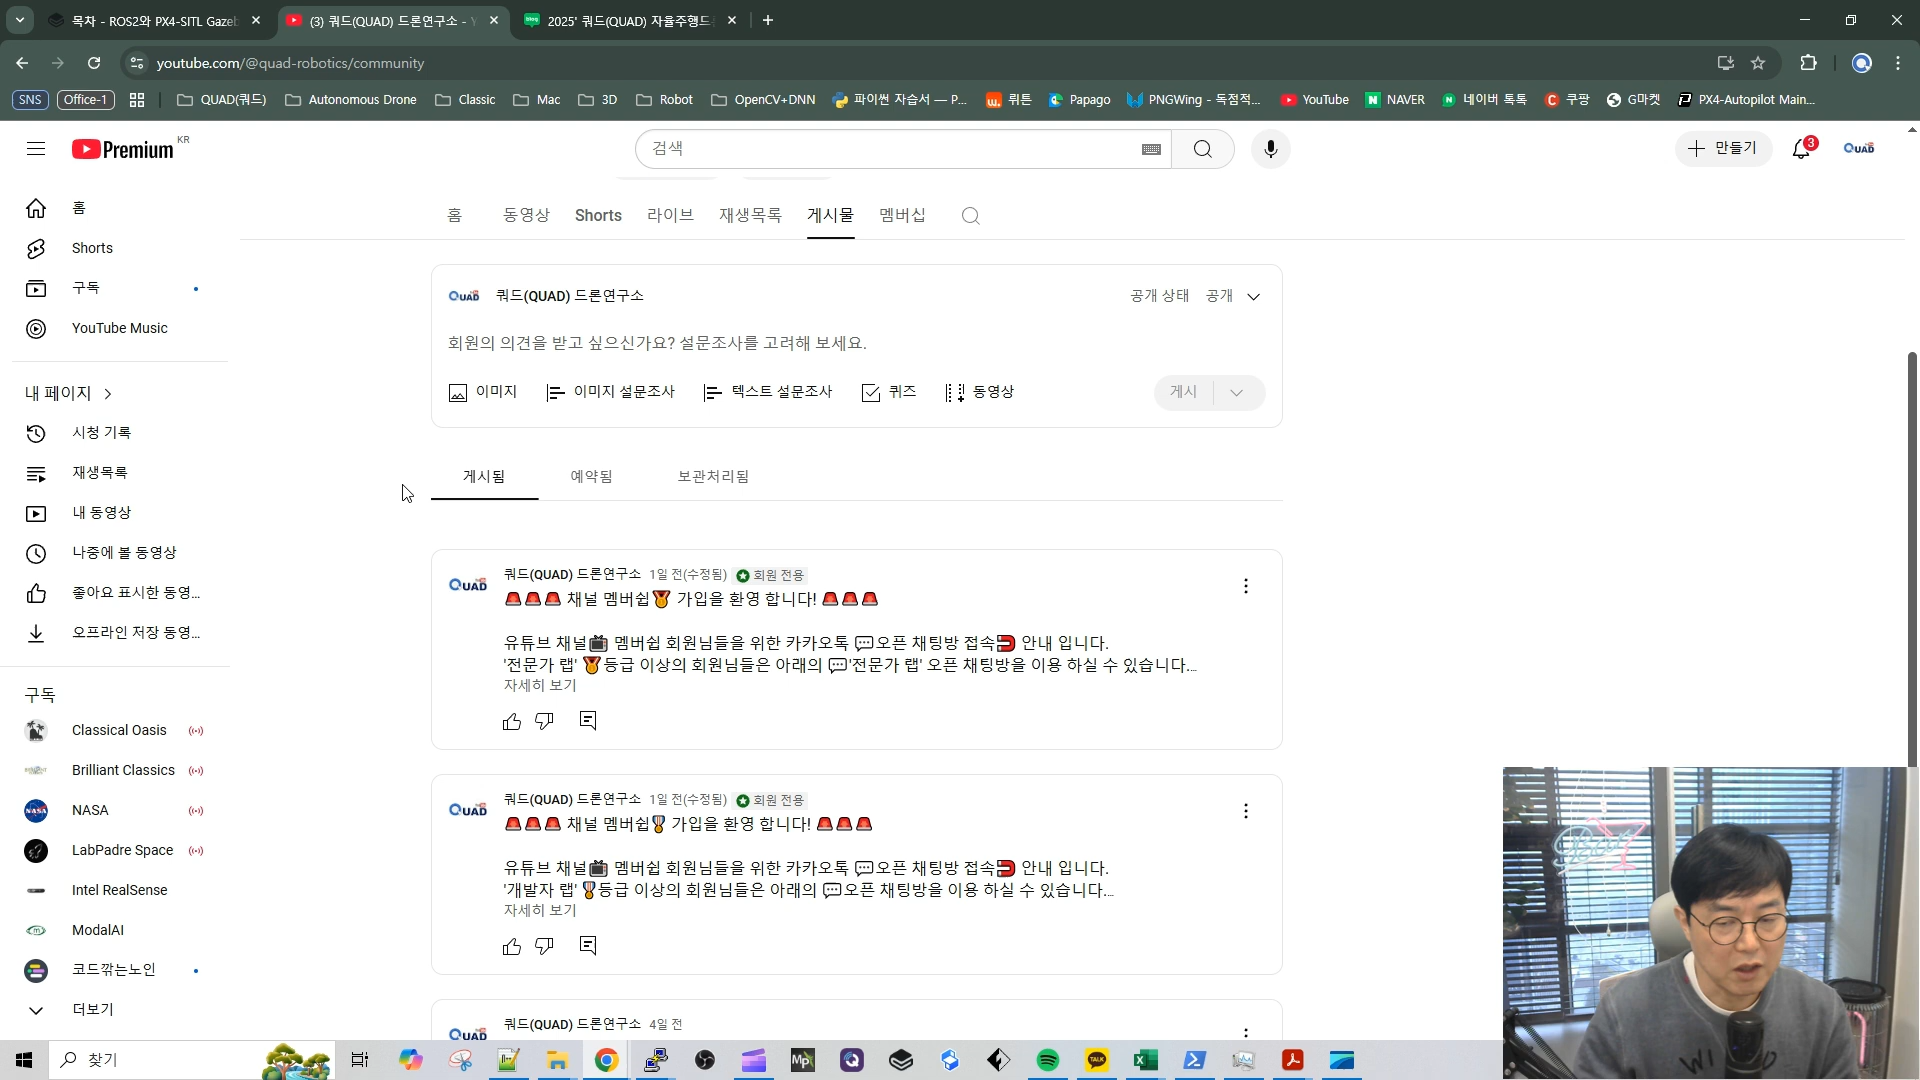 목차 - ROS2와 PX4-SITL Gazeb
(3) 쿼드(QUAD) 드론연구소 - Y
2025' 쿼드(QUAD) 자율주행드
youtube.com/@quad-robotics/community
SNS
Office-1
QUAD(쿼드)
Autonomous Drone
Classic
Mac
3D
Robot
OpenCV+DNN
파이썬 자습서 — P...
뤼튼
Papago
PNGWing - 독점적...
YouTube
NAVER
네이버 톡톡
쿠팡
G마켓
PX4-Autopilot Main...
Premium KR
검색
만들기
3
QUAD
홈
Shorts
구독
YouTube Music
내 페이지
시청 기록
재생목록
내 동영상
나중에 볼 동영상
좋아요 표시한 동영...
오프라인 저장 동영...
구독
Classical Oasis
Brilliant Classics
NASA
LabPadre Space
Intel RealSense
ModalAI
코드깎는노인
더보기
홈 동영상 Shorts 라이브 재생목록 게시물 멤버십
QUAD 쿼드(QUAD) 드론연구소
공개 상태 공개
회원의 의견을 받고 싶으신가요? 설문조사를 고려해 보세요.
이미지 이미지 설문조사 텍스트 설문조사 퀴즈 동영상
게시
게시됨 예약됨 보관처리됨
QUAD
쿼드(QUAD) 드론연구소 1일 전(수정됨) 회원 전용
🚨🚨🚨 채널 멤버쉽🏅 가입을 환영 합니다! 🚨🚨🚨
유튜브 채널📺 멤버쉽 회원님들을 위한 카카오톡 💬오픈 채팅방 접속🧲 안내 입니다.
'전문가 랩' 🏅등급 이상의 회원님들은 아래의 💬'전문가 랩' 오픈 채팅방을 이용 하실 수 있습니다...
자세히 보기
QUAD
쿼드(QUAD) 드론연구소 1일 전(수정됨) 회원 전용
🚨🚨🚨 채널 멤버쉽🎖 가입을 환영 합니다! 🚨🚨🚨
유튜브 채널📺 멤버쉽 회원님들을 위한 카카오톡 💬오픈 채팅방 접속🧲 안내 입니다.
'개발자 랩' 🎖등급 이상의 회원님들은 아래의 💬오픈 채팅방을 이용 하실 수 있습니다...
자세히 보기
QUAD
쿼드(QUAD) 드론연구소 4일 전
찾기